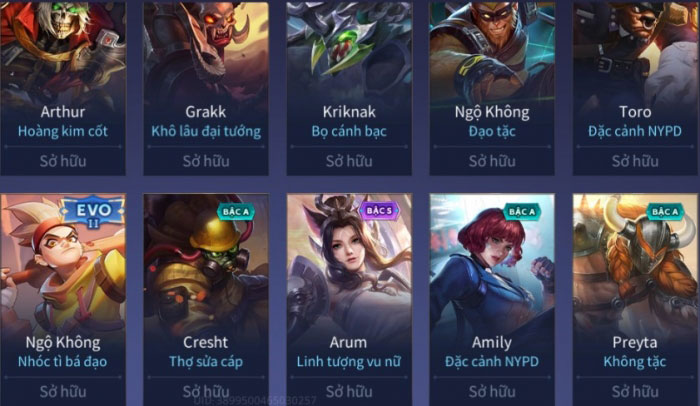 Arthur
Hoàng kim cốt
Sở hữu
Grakk
Khô lâu đại tướng
Sở hữu
Kriknak
Bọ cánh bạc
Sở hữu
Ngộ Không
Đạo tặc
Sở hữu
Toro
Đặc cảnh NYPD
Sở hữu
EVO
II
Ngộ Không
Nhóc tì bá đạo
Sở hữu
BẬC A
Cresht
Thợ sửa cáp
Sở hữu
BẬC S
Arum
Linh tượng vu nữ
Sở hữu
BẬC A
Amily
Đặc cảnh NYPD
Sở hữu
BẬC A
Preyta
Không tặc
Sở hữu
UID: 3899500465030257